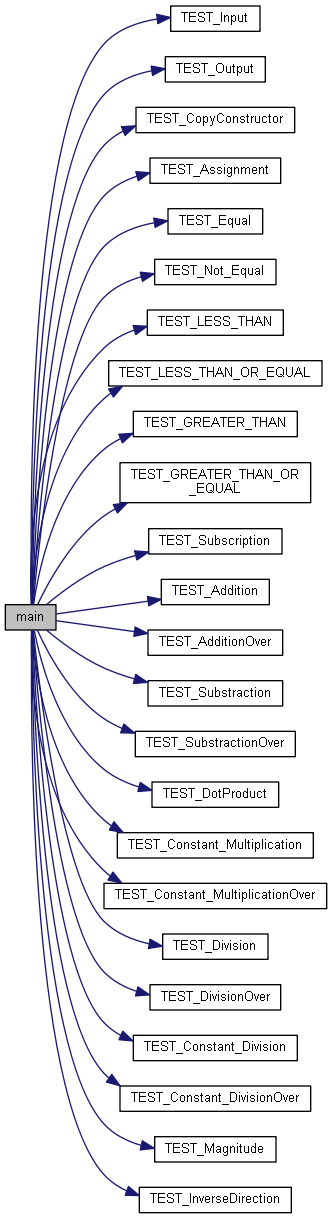 TEST_Input
TEST_Output
TEST_CopyConstructor
TEST_Assignment
TEST_Equal
TEST_Not_Equal
TEST_LESS_THAN
TEST_LESS_THAN_OR_EQUAL
TEST_GREATER_THAN
TEST_GREATER_THAN_OR
_EQUAL
TEST_Subscription
TEST_Addition
main
TEST_AdditionOver
TEST_Substraction
TEST_SubstractionOver
TEST_DotProduct
TEST_Constant_Multiplication
TEST_Constant_MultiplicationOver
TEST_Division
TEST_DivisionOver
TEST_Constant_Division
TEST_Constant_DivisionOver
TEST_Magnitude
TEST_InverseDirection